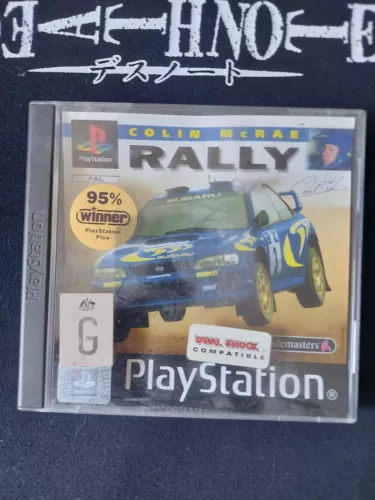 DEATH NOTE
デスノート
COLIN McRAE
RALLY
PlayStation
PAL
SUBARU
95%
winner
PlayStation
Plus
PlayStation
G
DUAL SHOCK
COMPATIBLE
demasters
PlayStation®